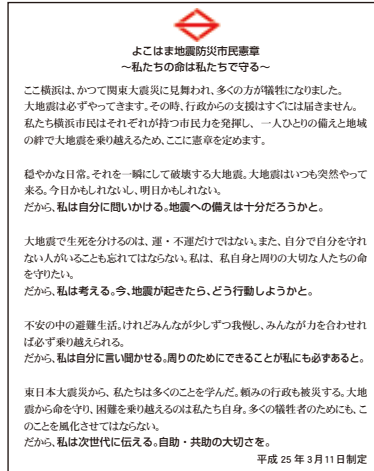 よこはま地震防災市民憲章
～私たちの命は私たちで守る～
ここ横浜は、かつて関東大震災に見舞われ、多くの方が犠牲になりました。
大地震は必ずやってきます。その時、行政からの支援はすぐには届きません。
私たち横浜市民はそれぞれが持つ市民力を発揮し、一人ひとりの備えと地域
の絆で大地震を乗り越えるため、ここに憲章を定めます。
穏やかな日常。それを一瞬にして破壊する大地震。大地震はいつも突然やって
来る。今日かもしれないし、明日かもしれない。
だから、私は自分に問いかける。地震への備えは十分だろうかと。
大地震で生死を分けるのは、運・不運だけではない。また、自分で自分を守れ
ない人がいることも忘れてはならない。私は、私自身と周りの大切な人たちの命
を守りたい。
だから、私は考える。今、地震が起きたら、どう行動しようかと。
不安の中の避難生活。けれどみんなが少しずつ我慢し、みんなが力を合わせれ
ば必ず乗り越えられる。
だから、私は自分に言い聞かせる。周りのためにできることが私にも必ずあると。
東日本大震災から、私たちは多くのことを学んだ。頼みの行政も被災する。大地
震から命を守り、困難を乗り越えるのは私たち自身。多くの犠牲者のためにも、こ
のことを風化させてはならない。
だから、私は次世代に伝える。自助・共助の大切さを。
平成 25 年 3月11日制定